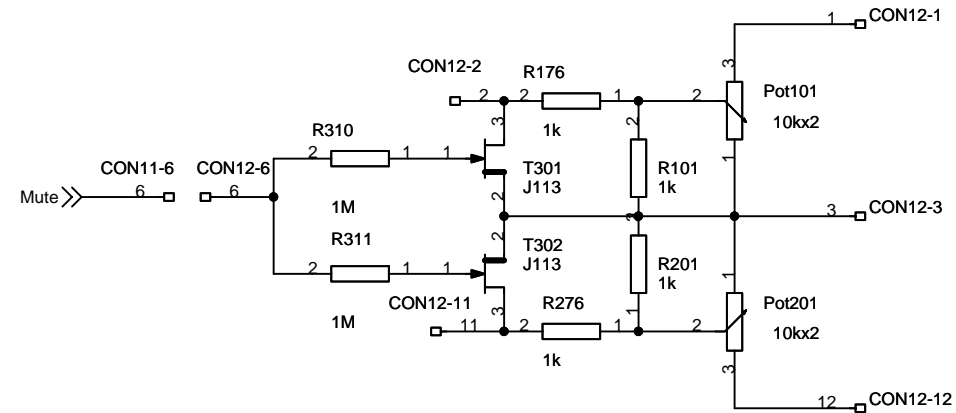 1 CON12-1
CON12-2 R176 3
2 2 1 2 Pot101
R310 3 1k 2 10kx2
2 1 1 1
CON11-6 CON12-6 T301 R101
Mute 6 6 J113 1k
1M 2 3 CON12-3
R311 2 T302 2
2 1 1 J113 R201 1
1k
CON12-11 R276 Pot201
1M 11 3 2 1 1 2 10kx2
1k 3
12 CON12-12